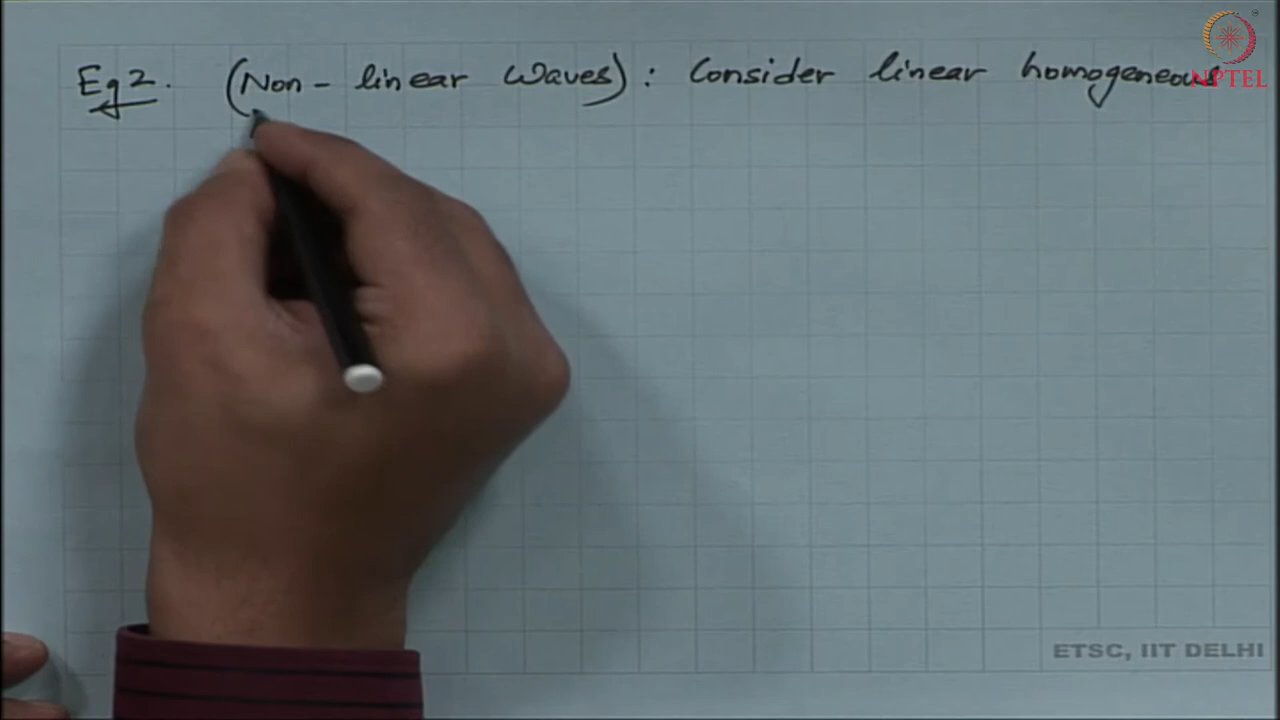 Eg 2. (Non-linear Waves): Consider linear homogeneous
NPTEL
ETSC, IIT DELHI